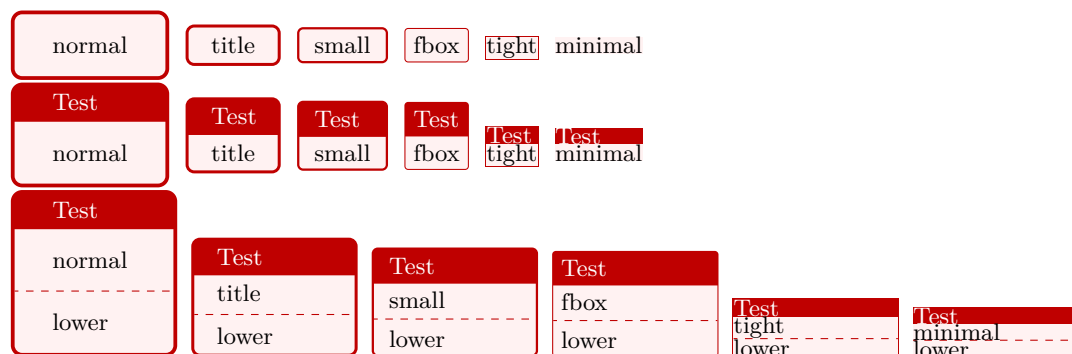 normal title small fbox tight minimal
Test Test Test Test Test Test
normal title small fbox tight minimal
Test
normal
lower
Test
title
lower
Test
small
lower
Test
fbox
lower
Test
tight
lower
Test
minimal
lower